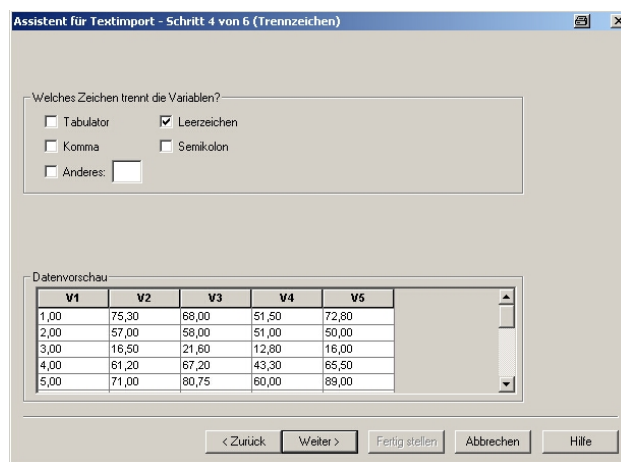 Assistent für Textimport - Schritt 4 von 6 (Trennzeichen)
Welches Zeichen trennt die Variablen?
Tabulator Leerzeichen
Komma Semikolon
Anderes:
Datenvorschau
V1 V2 V3 V4 V5
1,00 75,30 68,00 51,50 72,80
2,00 57,00 58,00 51,00 50,00
3,00 16,50 21,60 12,80 16,00
4,00 61,20 67,20 43,30 65,50
5,00 71,00 80,75 60,00 89,00
< Zurück Weiter > Fertig stellen Abbrechen Hilfe